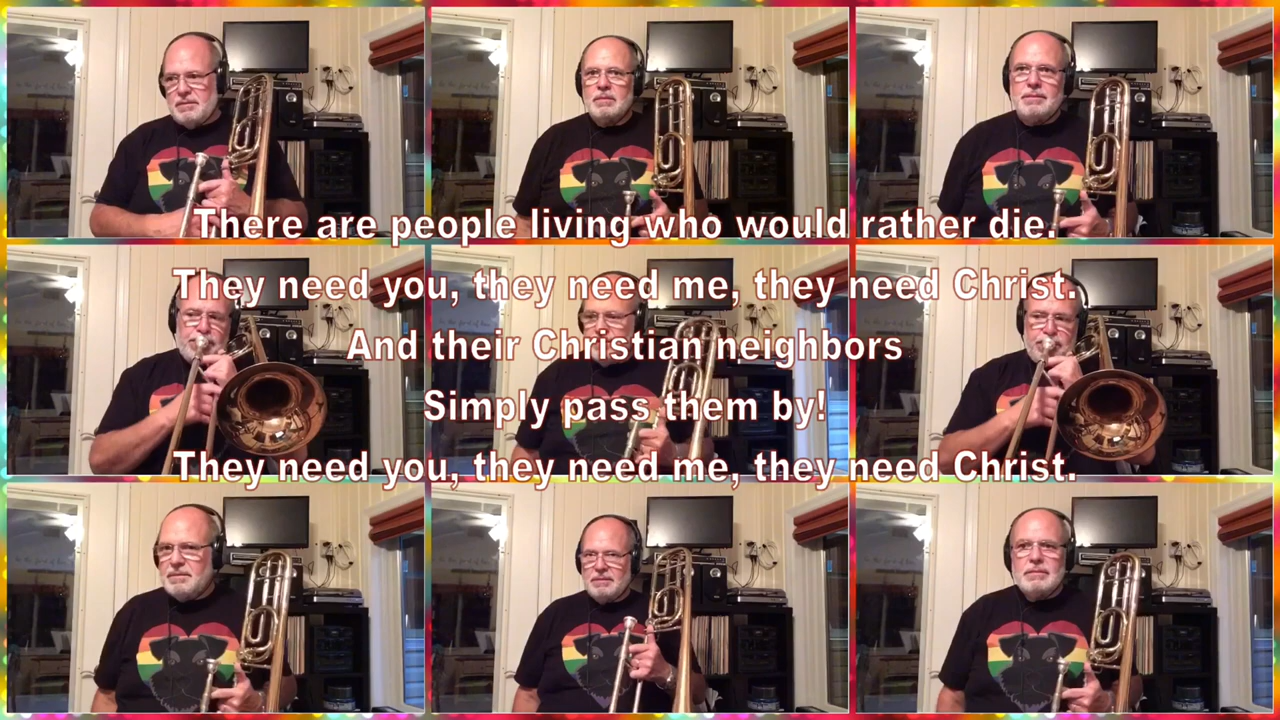 There are people living who would rather die.
They need you, they need me, they need Christ.
And their Christian neighbors
Simply pass them by!
They need you, they need me, they need Christ.